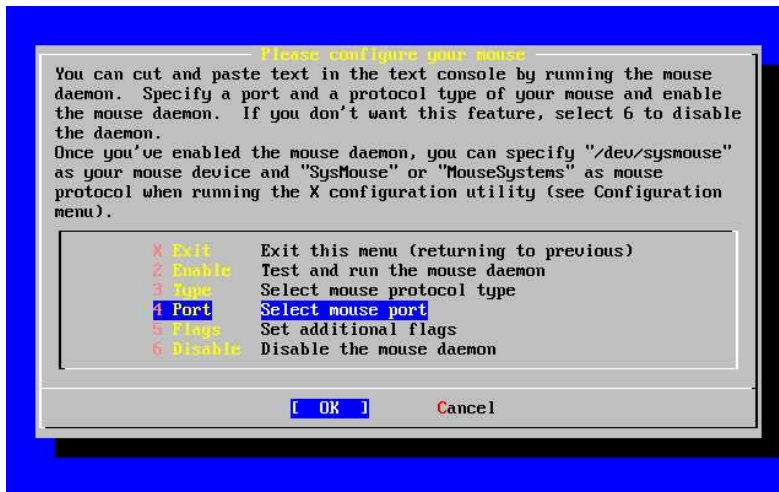 Please configure your mouse
You can cut and paste text in the text console by running the mouse
daemon.  Specify a port and a protocol type of your mouse and enable
the mouse daemon.  If you don't want this feature, select 6 to disable
the daemon.
Once you've enabled the mouse daemon, you can specify "/dev/sysmouse"
as your mouse device and "SysMouse" or "MouseSystems" as mouse
protocol when running the X configuration utility (see Configuration
menu).
X Exit Exit this menu (returning to previous)
2 Enable Test and run the mouse daemon
3 Type Select mouse protocol type
4 Port Select mouse port
5 Flags Set additional flags
6 Disable Disable the mouse daemon
[ OK ] Cancel